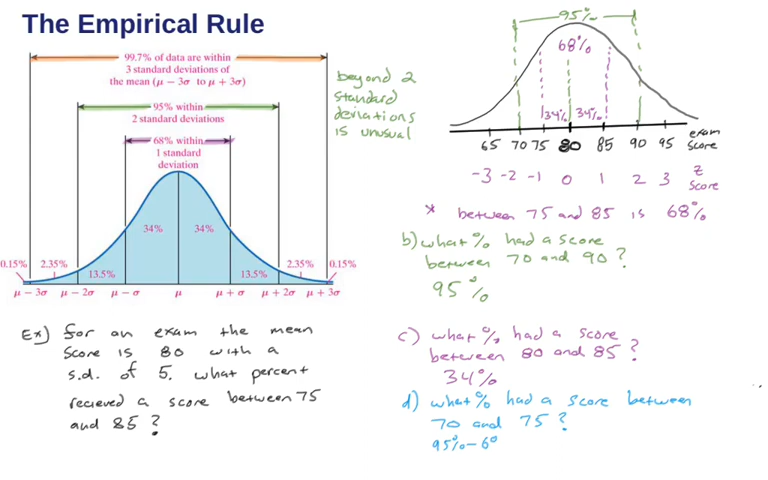 The Empirical Rule
99.7% of data are within
3 standard deviations of
the mean (μ − 3σ to μ + 3σ)
95% within
2 standard deviations
68% within
1 standard
deviation
34% 34%
0.15% 2.35% 13.5% 13.5% 2.35% 0.15%
μ − 3σ μ − 2σ μ − σ μ μ + σ μ + 2σ μ + 3σ
beyond 2
standard
deviations
is unusual
95%
68%
34% 34%
65 70 75 80 85 90 95 exam
score
-3 -2 -1 0 1 2 3 z
score
* between 75 and 85 is 68%
b) what % had a score
between 70 and 90?
95%
Ex) for an exam the mean
score is 80 with a
s.d. of 5. what percent
recieved a score between 75
and 85?
c) what % had a score
between 80 and 85?
34%
d) what % had a score between
70 and 75?
95%-6